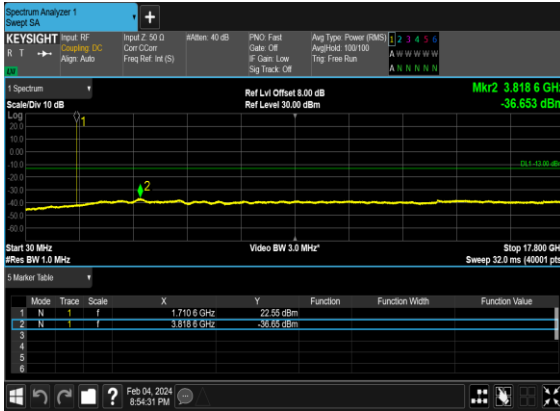 Spectrum Analyzer 1
Swept SA
+
KEYSIGHT Input: RF Input Z: 50 Ω #Atten: 40 dB PNO: Fast Avg Type: Power (RMS) 1 2 3 4 5 6
R T Coupling: DC Corr CCorr Gate: Off Avg|Hold: 100/100 A W W W W W
Align: Auto Freq Ref: Int (S) IF Gain: Low Trig: Free Run
Sig Track: Off A N N N N N
1 Spectrum Ref Lvl Offset 8.00 dB Mkr2 3.818 6 GHz
Scale/Div 10 dB Ref Level 30.00 dBm -36.653 dBm
Log
20.0 1
10.0
0.00
-10.0 DL1 -13.00 dBm
-20.0
-30.0 2
-40.0
-50.0
-60.0
Start 30 MHz Video BW 3.0 MHz* Stop 17.800 GH
#Res BW 1.0 MHz Sweep 32.0 ms (40001 pts
5 Marker Table
Mode Trace Scale X Y Function Function Width Function Value
1 N 1 f 1.710 6 GHz 22.55 dBm
2 N 1 f 3.818 6 GHz -36.65 dBm
3
4
5
6
? Feb 04, 2024
8:54:31 PM